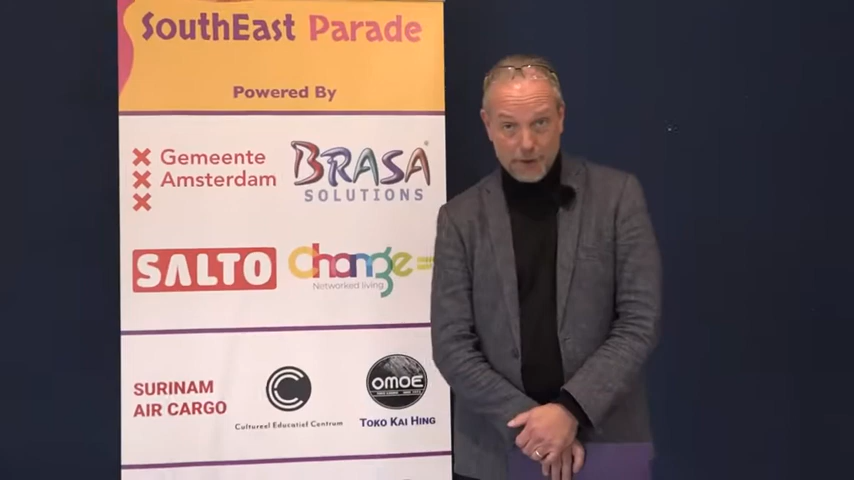 SOUTHEAST PARADE
POWERED BY
Gemeente
Amsterdam
BRASA®
SOLUTIONS
SALTO
Change=
Networked living
SURINAM
AIR CARGO
CULTUREEL EDUCATIEF CENTRUM
OMOE
TOKO KAI HING